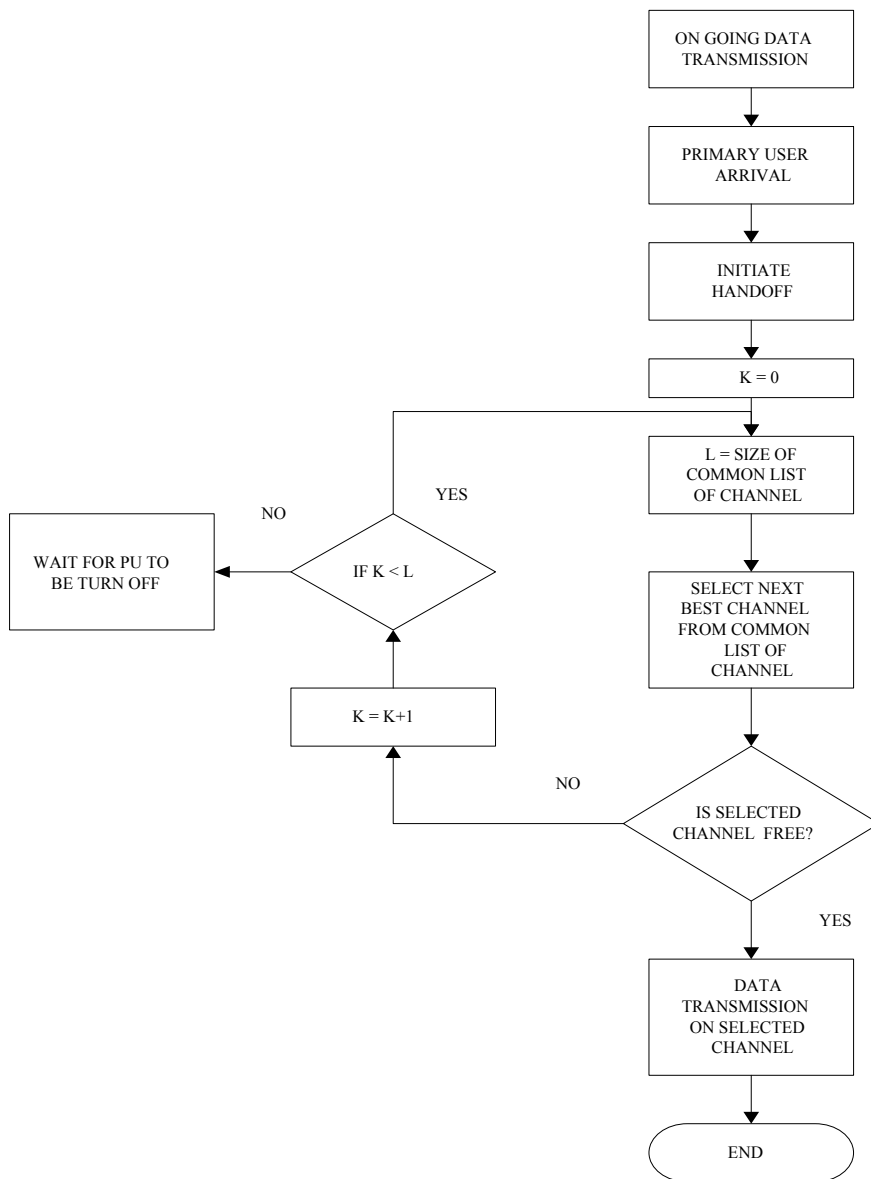 ON GOING DATA
TRANSMISSION
PRIMARY USER
ARRIVAL
INITIATE
HANDOFF
K = 0
L = SIZE OF
COMMON LIST
OF CHANNEL
YES
NO
IF K < L
WAIT FOR PU TO
BE TURN OFF
SELECT NEXT
BEST CHANNEL
FROM COMMON
LIST OF
CHANNEL
K = K+1
NO
IS SELECTED
CHANNEL FREE?
YES
DATA
TRANSMISSION
ON SELECTED
CHANNEL
END